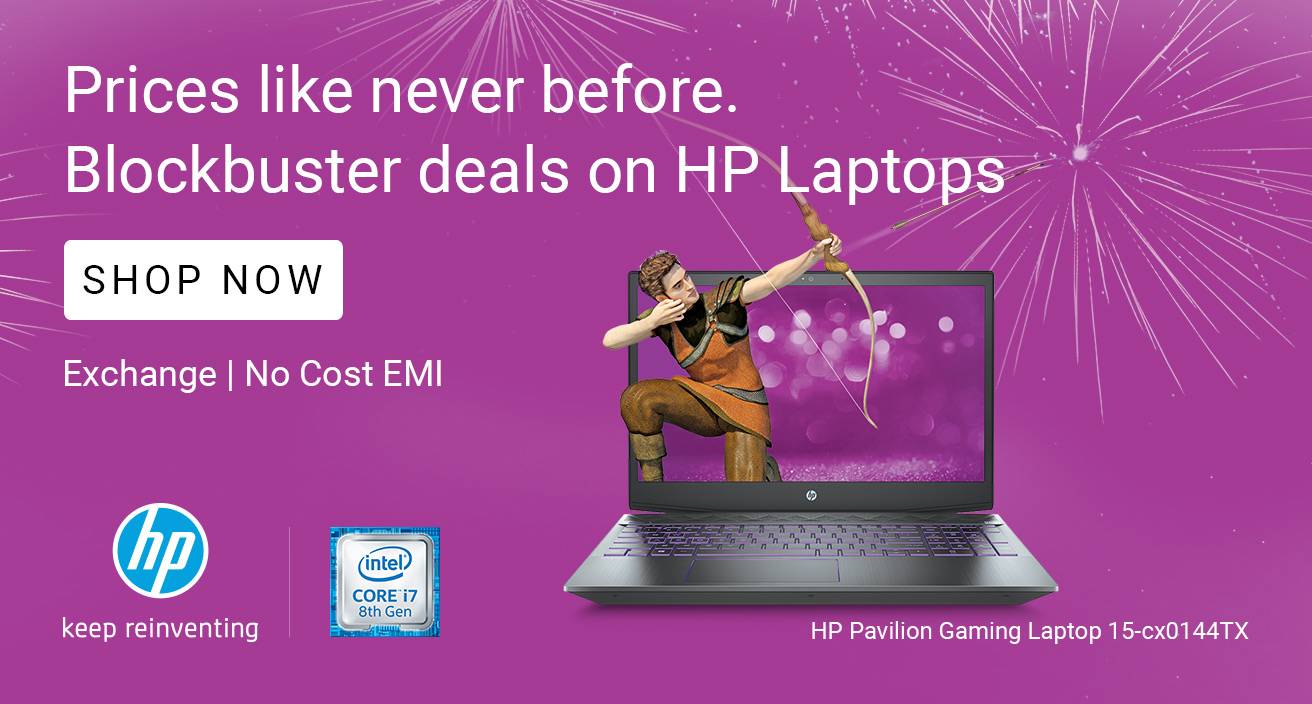 Prices like never before.
Blockbuster deals on HP Laptops
SHOP NOW
Exchange | No Cost EMI
hp
hp
keep reinventing
intel
CORE i7
8th Gen
HP Pavilion Gaming Laptop 15-cx0144TX